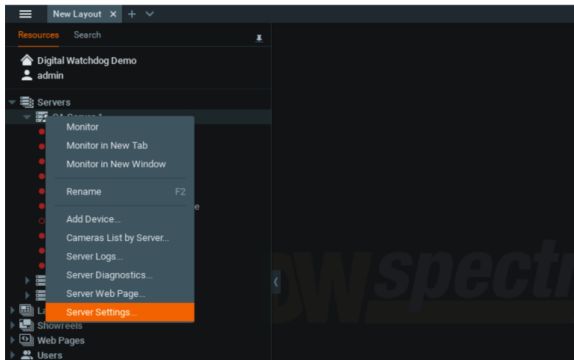 New Layout
Resources Search
Digital Watchdog Demo
admin
Servers
Monitor
Monitor in New Tab
Monitor in New Window
Rename F2
Add Device...
Cameras List by Server...
Server Logs...
Server Diagnostics...
Server Web Page...
Server Settings...
Showreels
Web Pages
Users